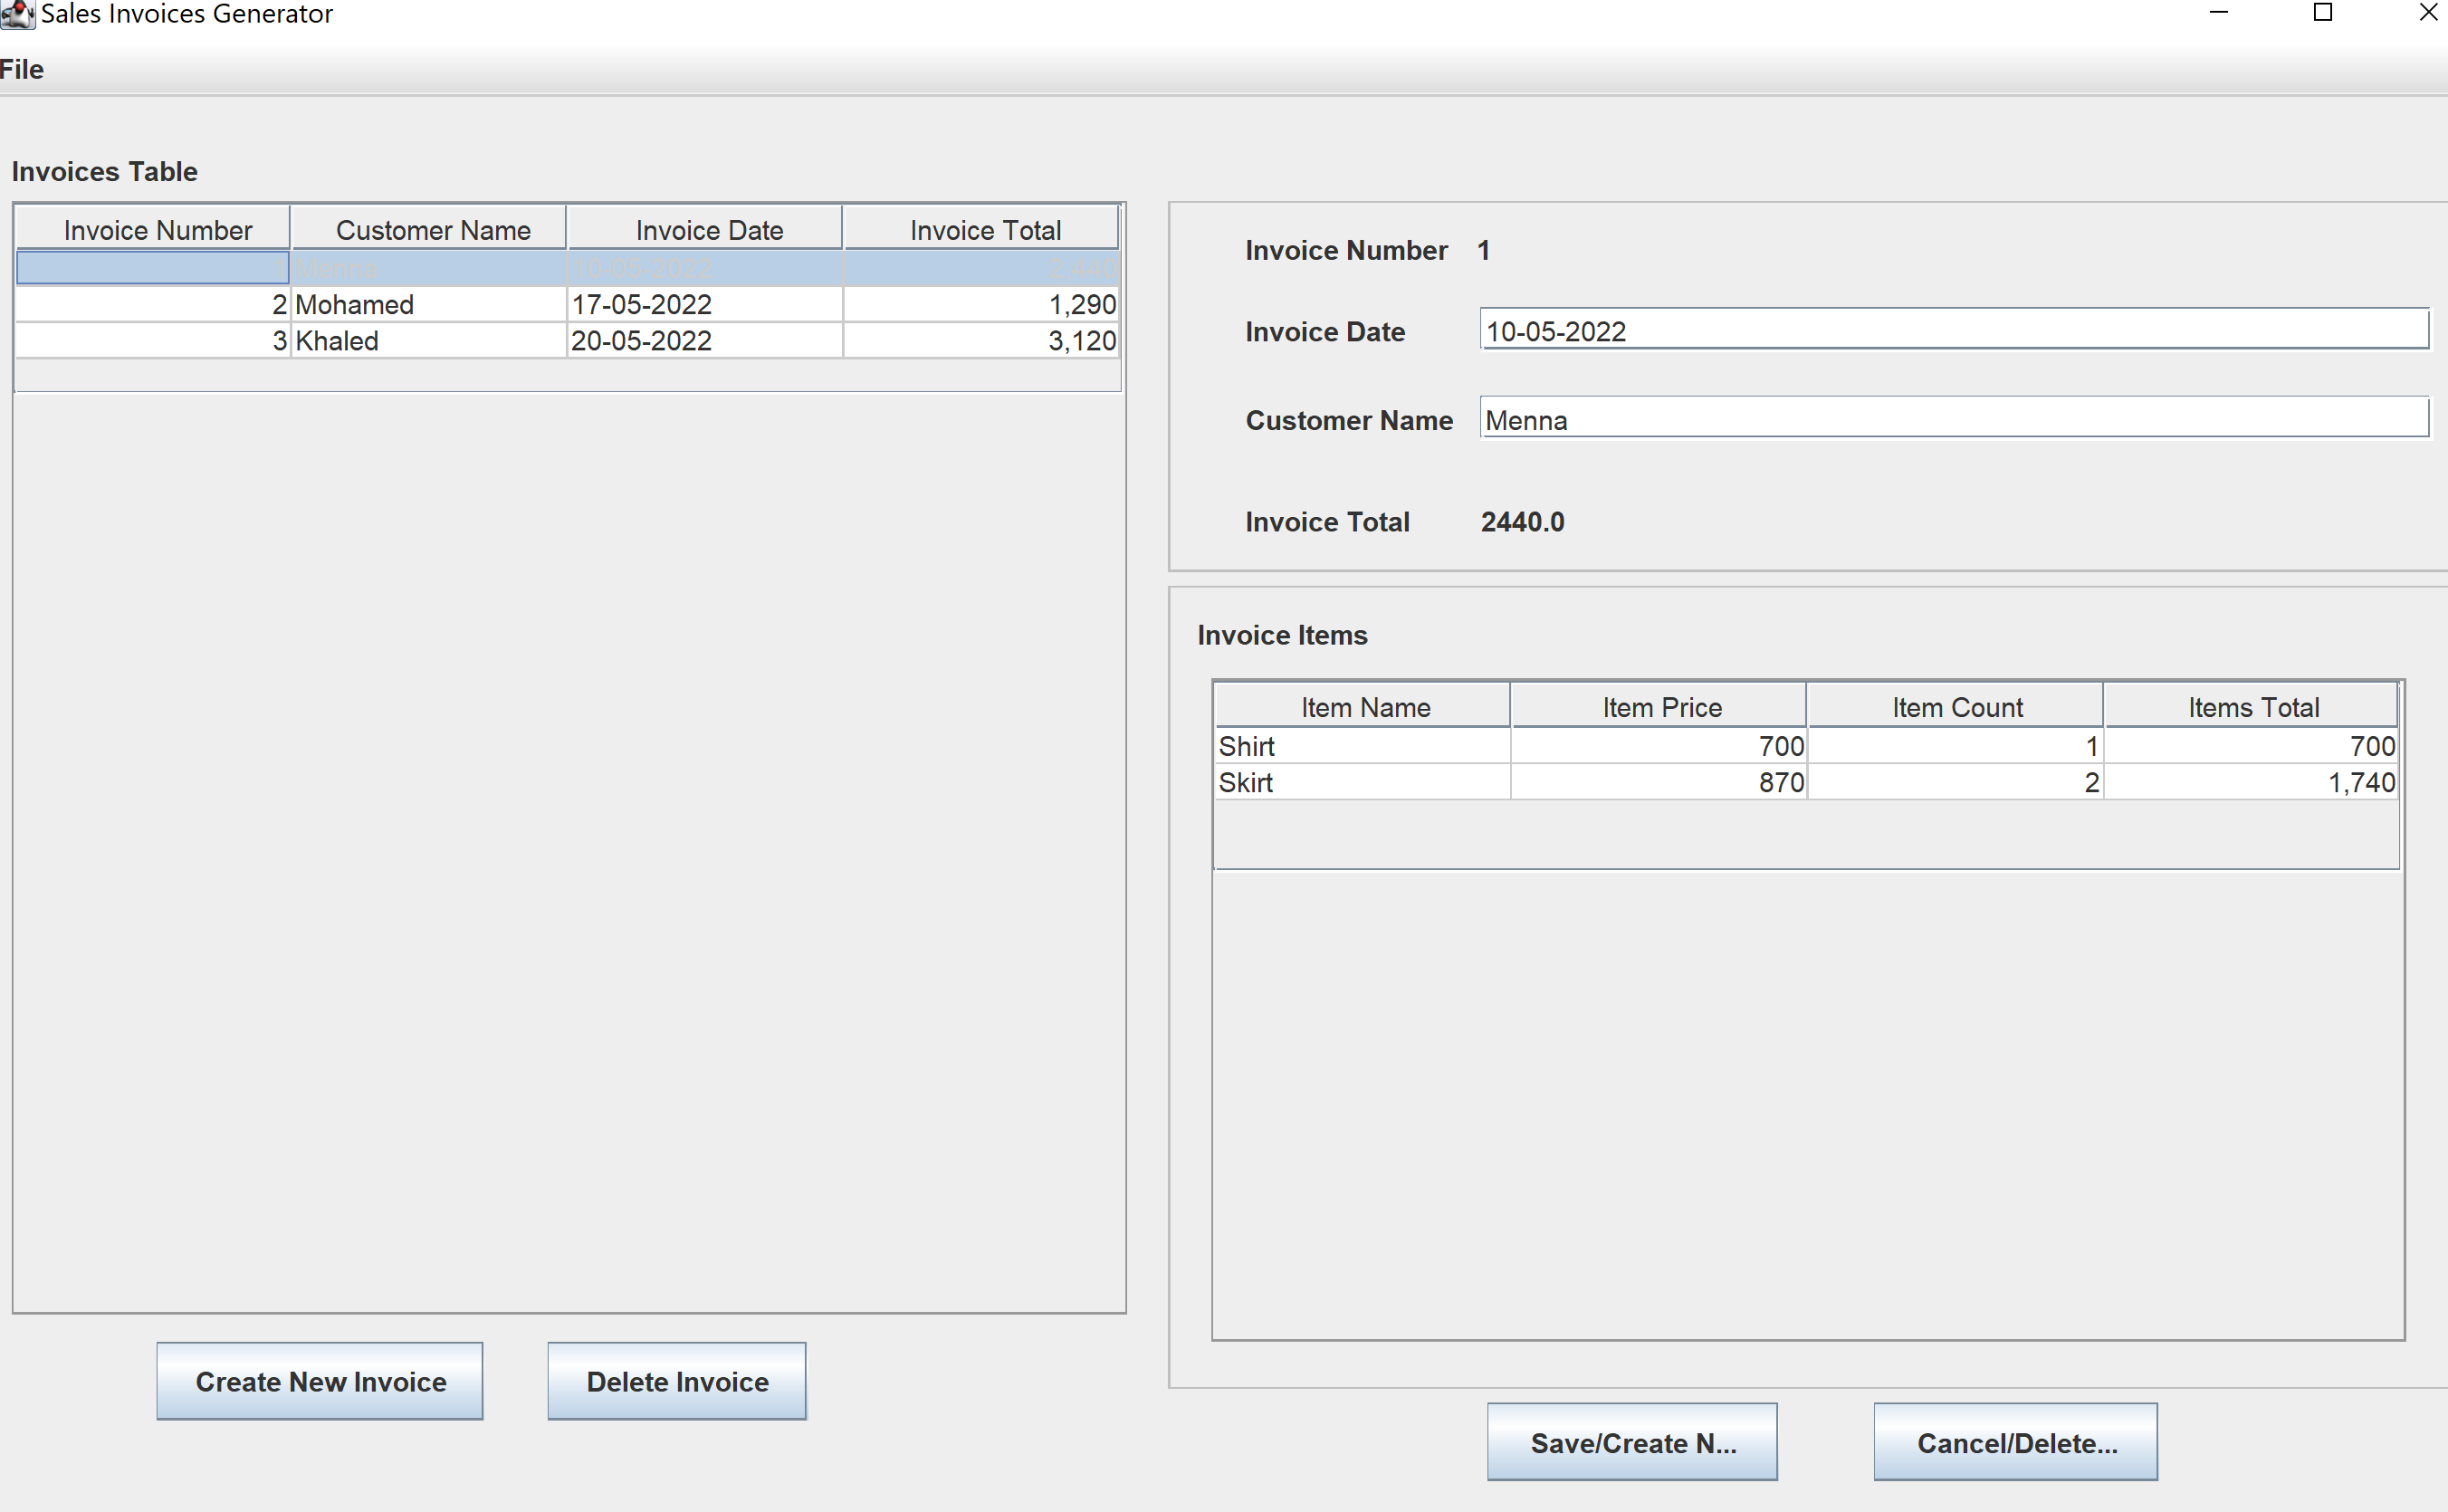 Sales Invoices Generator
File
Invoices Table
Invoice Number Customer Name Invoice Date Invoice Total
1 Menna 10-05-2022 2,440
2 Mohamed 17-05-2022 1,290
3 Khaled 20-05-2022 3,120
Create New Invoice Delete Invoice
Invoice Number 1
Invoice Date 10-05-2022
Customer Name Menna
Invoice Total 2440.0
Invoice Items
Item Name Item Price Item Count Items Total
Shirt 700 1 700
Skirt 870 2 1,740
Save/Create N... Cancel/Delete...